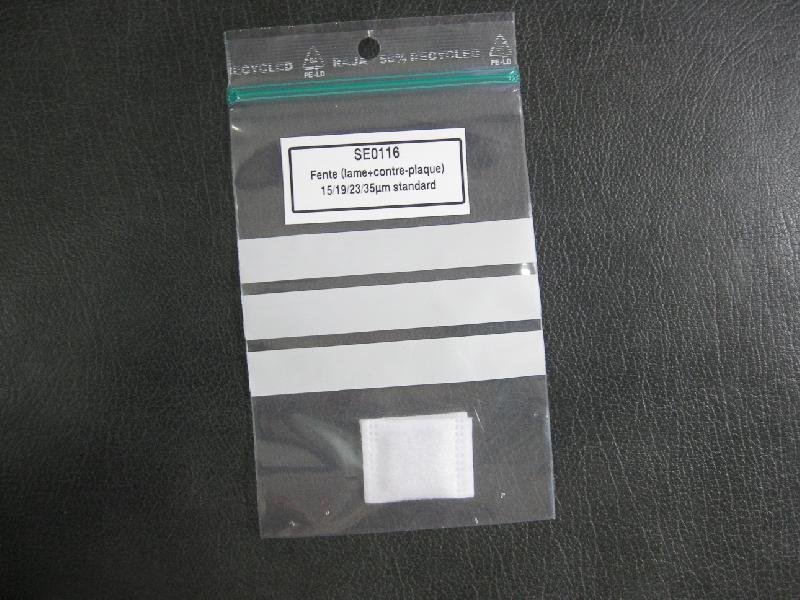 RECYCLED PE-LD RAJA 50% RECYCLED PE-LD
SE0116
Fente (lame+contre-plaque)
15/19/23/35µm standard